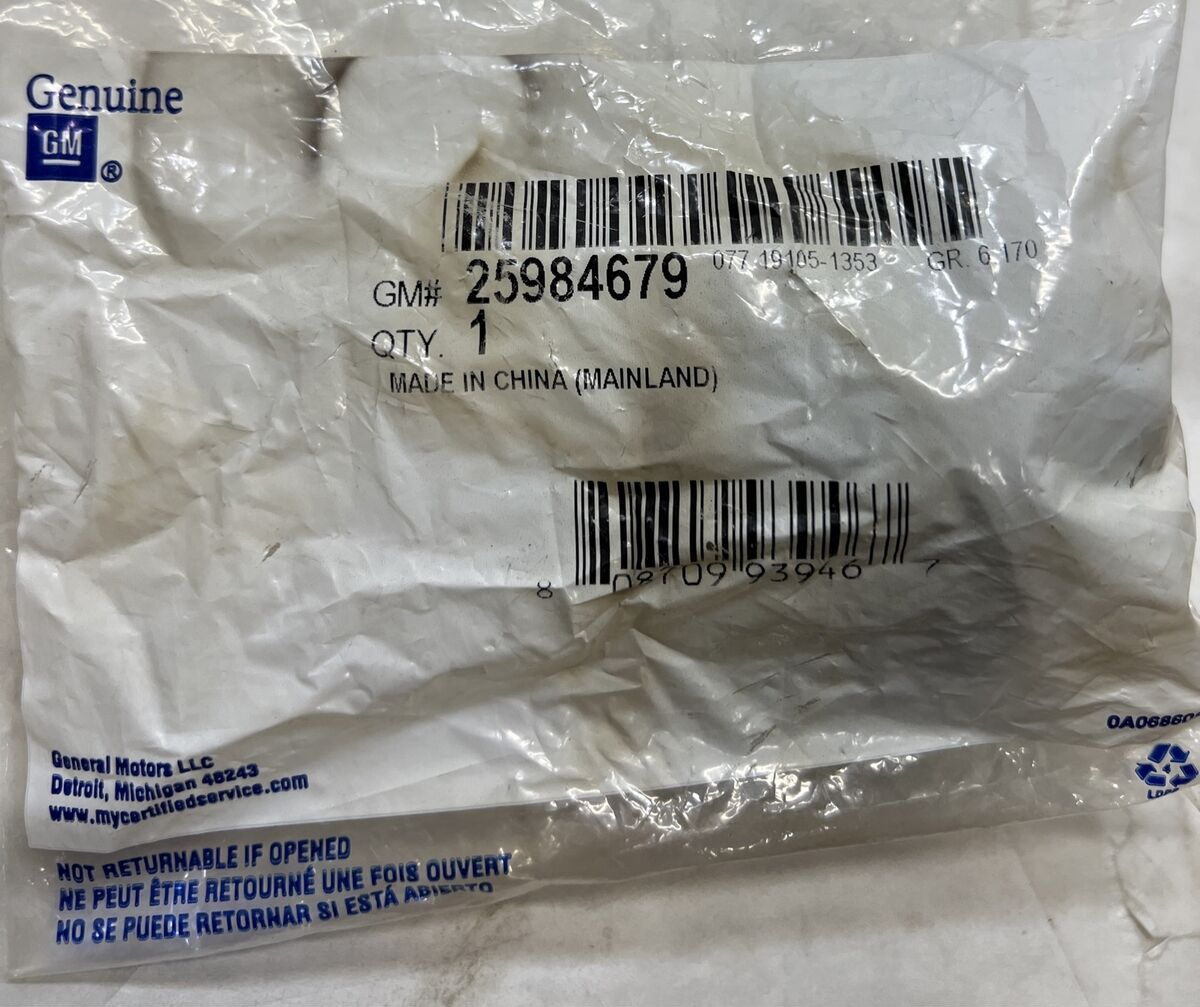 Genuine
GM
®
077-19105-1353 GR. 6.170
GM# 25984679
QTY. 1
MADE IN CHINA (MAINLAND)
8 08709 93946 7
General Motors LLC
Detroit, Michigan 48243
www.mycertifiedservice.com
0A06860
NOT RETURNABLE IF OPENED
NE PEUT ÊTRE RETOURNÉ UNE FOIS OUVERT
NO SE PUEDE RETORNAR SI ESTÁ ABIERTO